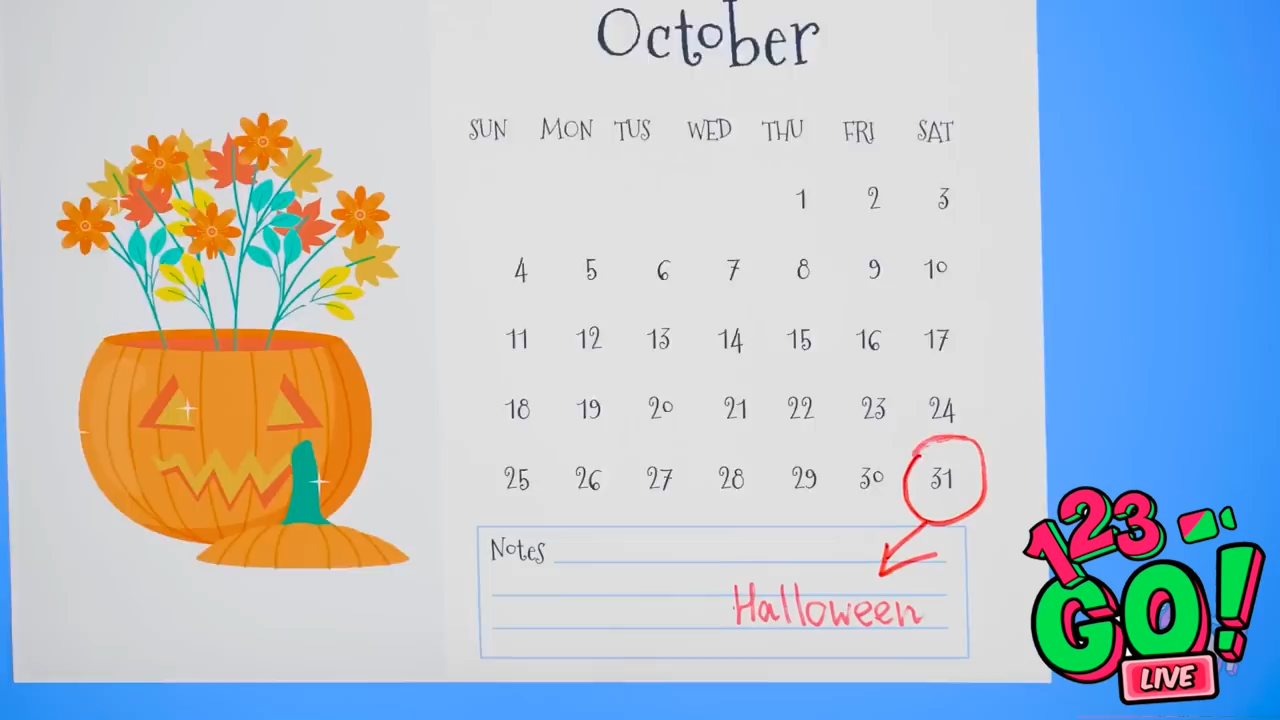 October
SUN MON TUS WED THU FRI SAT
1 2 3
4 5 6 7 8 9 10
11 12 13 14 15 16 17
18 19 20 21 22 23 24
25 26 27 28 29 30 31
Notes
Halloween
123
GO!
LIVE